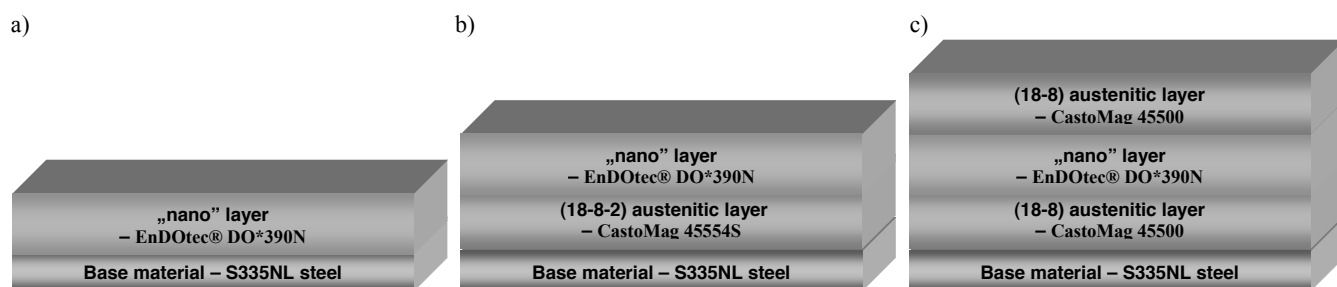 a)
„nano” layer
– EnDOtec® DO*390N
Base material – S335NL steel
b)
„nano” layer
– EnDOtec® DO*390N
(18-8-2) austenitic layer
– CastoMag 45554S
Base material – S335NL steel
c)
(18-8) austenitic layer
– CastoMag 45500
„nano” layer
– EnDOtec® DO*390N
(18-8) austenitic layer
– CastoMag 45500
Base material – S335NL steel